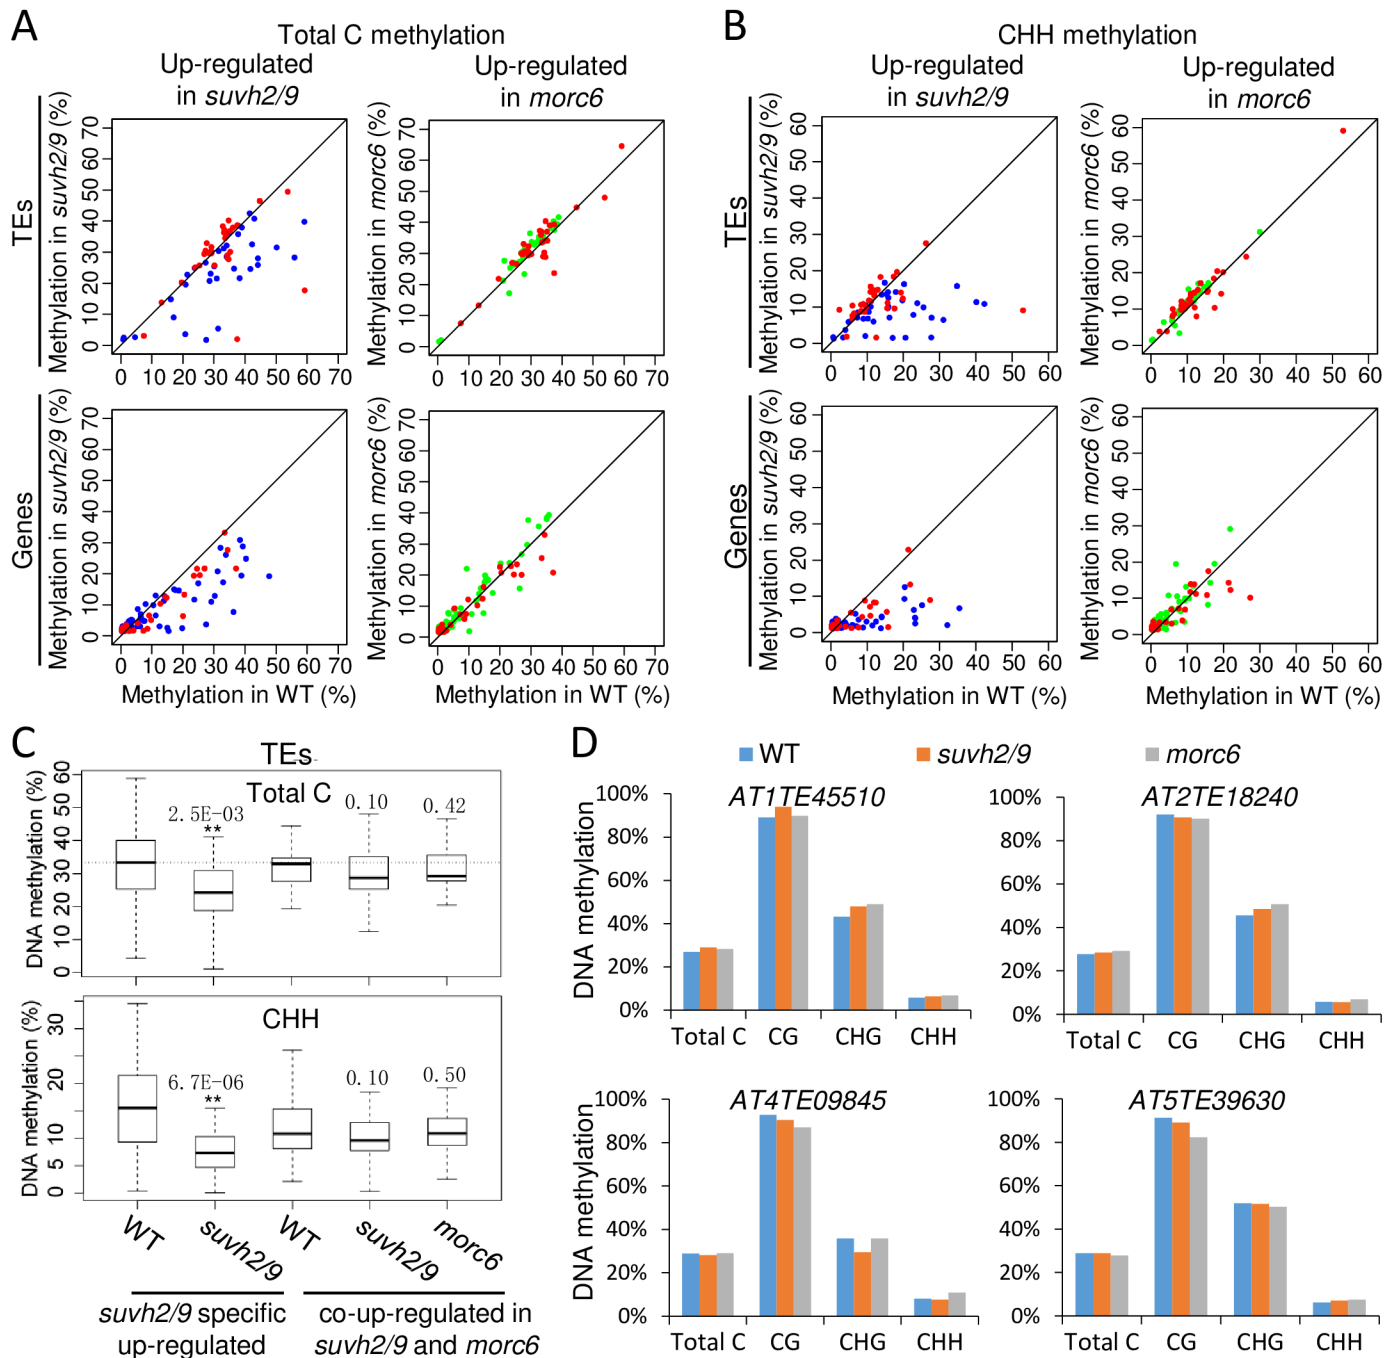 A
Total C methylation
Up-regulated
in suvh2/9
Up-regulated
in morc6
TEs
Methylation in suvh2/9 (%)
0 10 20 30 40 50 60 70
0 10 20 30 40 50 60 70
Methylation in morc6 (%)
0 10 20 30 40 50 60 70
0 10 20 30 40 50 60 70
Genes
Methylation in suvh2/9 (%)
0 10 20 30 40 50 60 70
0 10 20 30 40 50 60 70
Methylation in morc6 (%)
0 10 20 30 40 50 60 70
0 10 20 30 40 50 60 70
Methylation in WT (%)
Methylation in WT (%)
B
CHH methylation
Up-regulated
in suvh2/9
Up-regulated
in morc6
TEs
Methylation in suvh2/9 (%)
0 10 20 30 40 50 60
0 10 20 30 40 50 60
Methylation in morc6 (%)
0 10 20 30 40 50 60
0 10 20 30 40 50 60
Genes
Methylation in suvh2/9 (%)
0 10 20 30 40 50 60
0 10 20 30 40 50 60
Methylation in morc6 (%)
0 10 20 30 40 50 60
0 10 20 30 40 50 60
Methylation in WT (%)
Methylation in WT (%)
C
TEs
Total C
DNA methylation (%)
0 10 20 30 40 50 60
2.5E-03
**
0.10
0.42
CHH
DNA methylation (%)
0 5 10 20 30
6.7E-06
**
0.10
0.50
WT
suvh2/9
WT
suvh2/9
morc6
suvh2/9 specific
up-regulated
co-up-regulated in
suvh2/9 and morc6
D
WT
suvh2/9
morc6
AT1TE45510
DNA methylation
100%
80%
60%
40%
20%
0%
Total C CG CHG CHH
AT2TE18240
100%
80%
60%
40%
20%
0%
Total C CG CHG CHH
AT4TE09845
DNA methylation
100%
80%
60%
40%
20%
0%
Total C CG CHG CHH
AT5TE39630
100%
80%
60%
40%
20%
0%
Total C CG CHG CHH